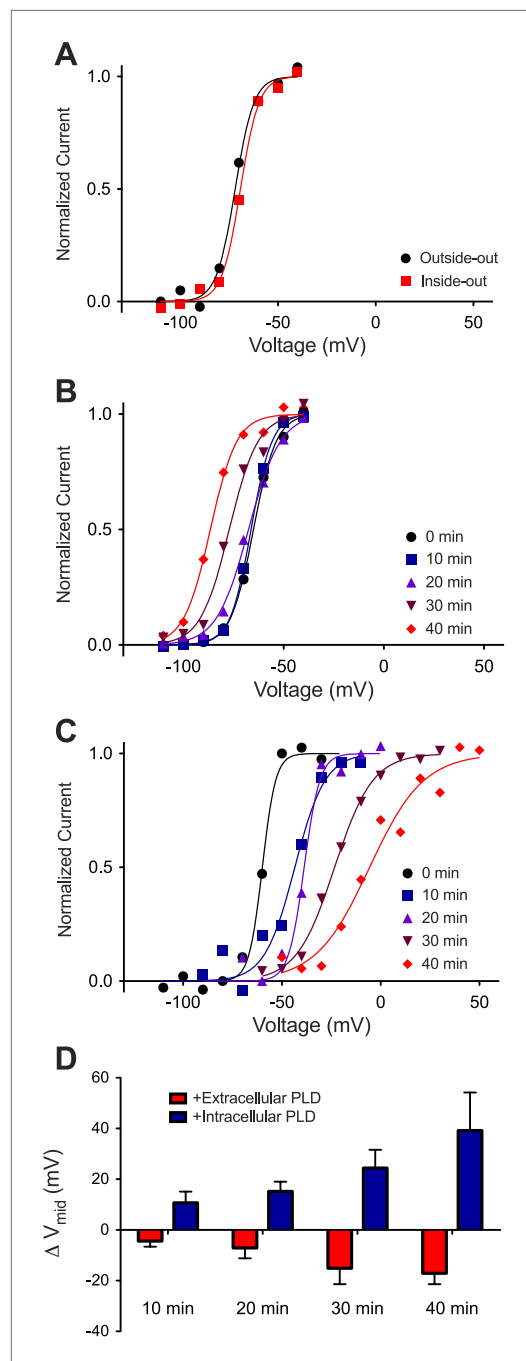 A
Normalized Current
1.0
0.5
0.0
Outside-out
Inside-out
-100 -50 0 50
Voltage (mV)
B
Normalized Current
1.0
0.5
0.0
0 min
10 min
20 min
30 min
40 min
-100 -50 0 50
Voltage (mV)
C
Normalized Current
1.0
0.5
0.0
0 min
10 min
20 min
30 min
40 min
-100 -50 0 50
Voltage (mV)
D
Δ Vmid (mV)
60
40
20
0
-20
-40
+Extracellular PLD
+Intracellular PLD
10 min 20 min 30 min 40 min